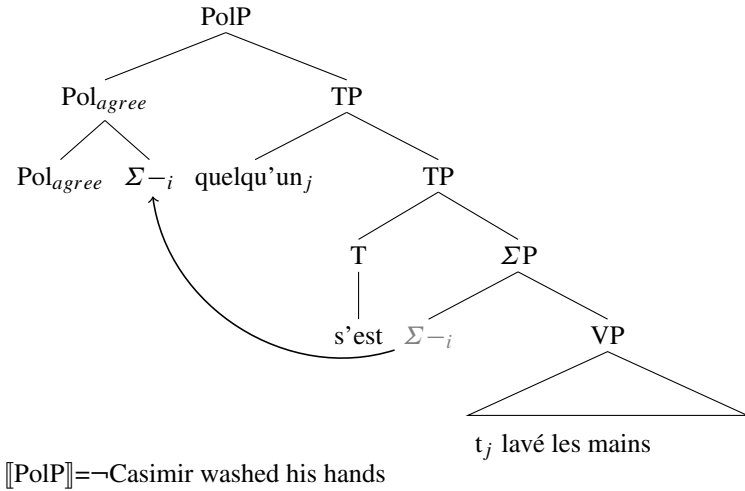 PolP
Pol_agree TP
Pol_agree Σ−_i quelqu'un_j TP
T ΣP
s'est Σ−_i VP
t_j lavé les mains
⟦PolP⟧=¬Casimir washed his hands